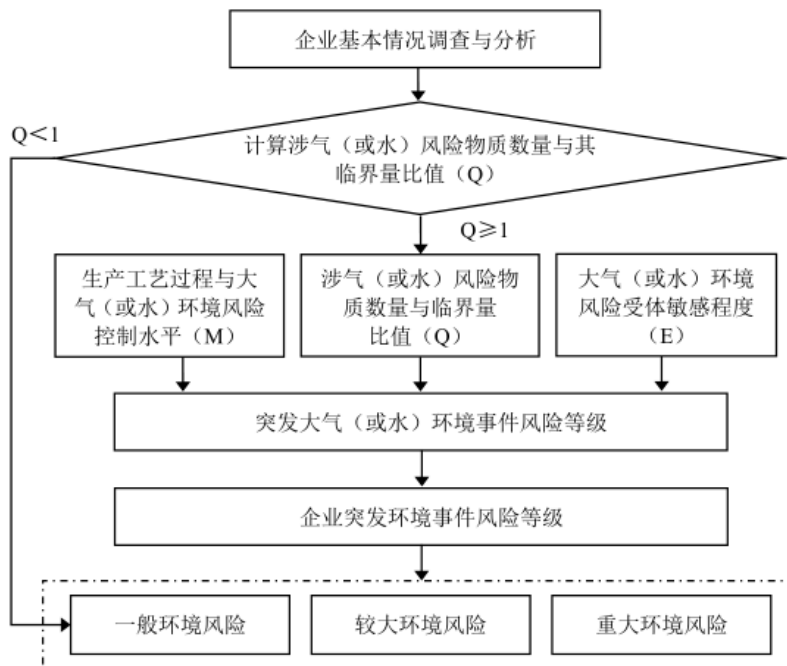 企业基本情况调查与分析
Q＜1
计算涉气（或水）风险物质数量与其
临界量比值（Q）
Q≥1
生产工艺过程与大
气（或水）环境风险
控制水平（M）
涉气（或水）风险物
质数量与临界量
比值（Q）
大气（或水）环境
风险受体敏感程度
（E）
突发大气（或水）环境事件风险等级
企业突发环境事件风险等级
一般环境风险
较大环境风险
重大环境风险